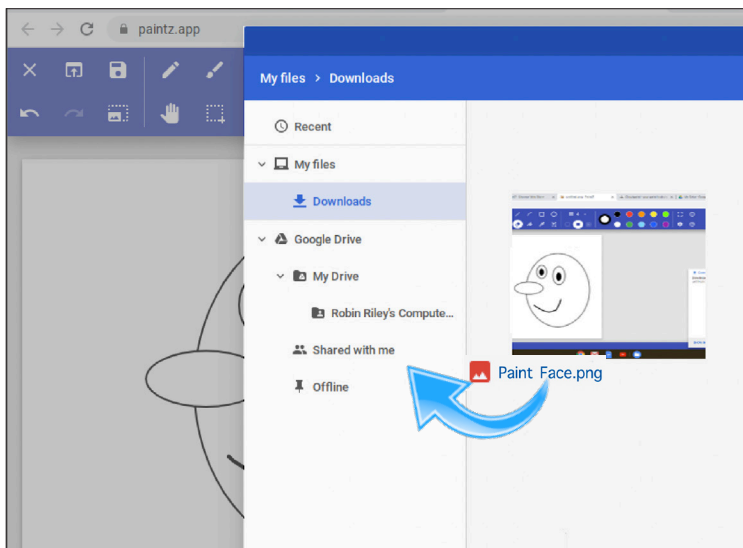 paintz.app
My files > Downloads
Recent
My files
Downloads
Google Drive
My Drive
Robin Riley's Compute...
Shared with me
Offline
Paint Face.png